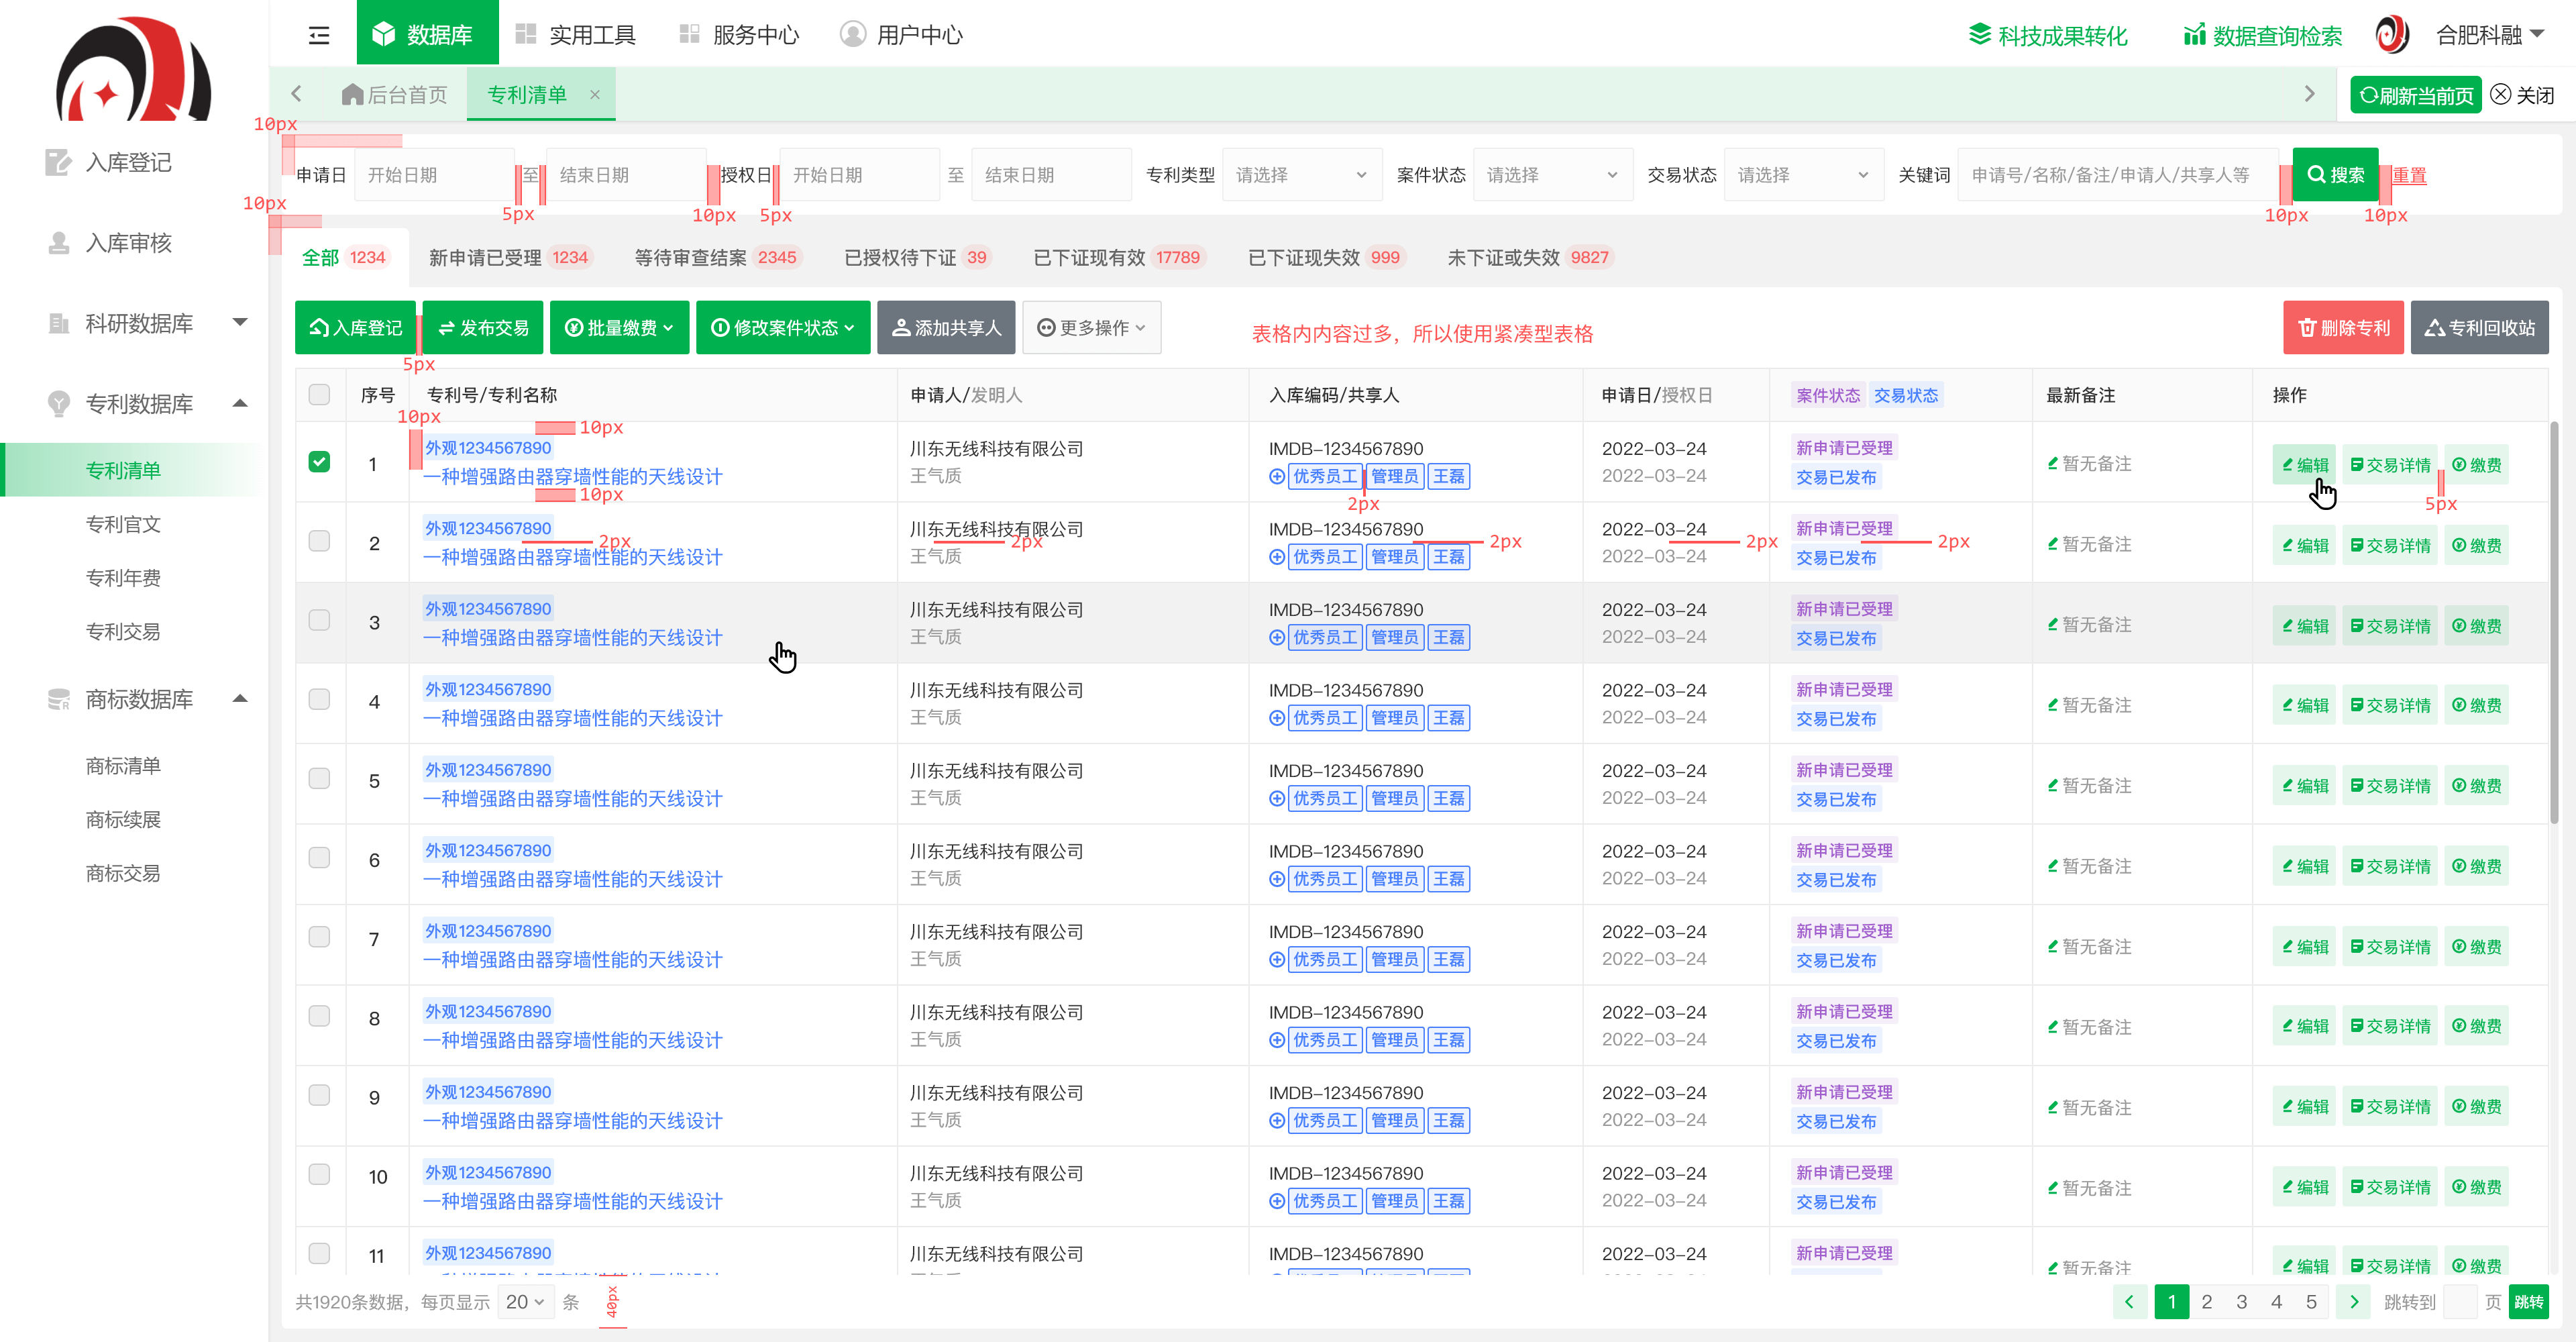 数据库 实用工具 服务中心 用户中心 科技成果转化 数据查询检索 合肥科融
后台首页 专利清单 × 刷新当前页 关闭
入库登记
入库审核
科研数据库
专利数据库
专利清单
专利官文
专利年费
专利交易
商标数据库
商标清单
商标续展
商标交易
10px
申请日 开始日期 至 结束日期 授权日 开始日期 至 结束日期 专利类型 请选择 案件状态 请选择 交易状态 请选择 关键词 申请号/名称/备注/申请人/共享人等 搜索 重置
10px 5px 10px 5px 10px 10px
全部 1234 新申请已受理 1234 等待审查结案 2345 已授权待下证 39 已下证现有效 17789 已下证现失效 999 未下证或失效 9827
入库登记 发布交易 批量缴费 修改案件状态 添加共享人 更多操作 表格内内容过多，所以使用紧凑型表格 删除专利 专利回收站
5px
序号 专利号/专利名称 申请人/发明人 入库编码/共享人 申请日/授权日 案件状态 交易状态 最新备注 操作
10px 10px
1 外观1234567890 川东无线科技有限公司 IMDB-1234567890 2022-03-24 新申请已受理 暂无备注 编辑 交易详情 缴费
一种增强路由器穿墙性能的天线设计 王气质 优秀员工 管理员 王磊 2022-03-24 交易已发布
10px 2px 5px
2 外观1234567890 川东无线科技有限公司 IMDB-1234567890 2022-03-24 新申请已受理 暂无备注 编辑 交易详情 缴费
2px 2px 2px 2px 2px
一种增强路由器穿墙性能的天线设计 王气质 优秀员工 管理员 王磊 2022-03-24 交易已发布
3 外观1234567890 川东无线科技有限公司 IMDB-1234567890 2022-03-24 新申请已受理 暂无备注 编辑 交易详情 缴费
一种增强路由器穿墙性能的天线设计 王气质 优秀员工 管理员 王磊 2022-03-24 交易已发布
4 外观1234567890 川东无线科技有限公司 IMDB-1234567890 2022-03-24 新申请已受理 暂无备注 编辑 交易详情 缴费
一种增强路由器穿墙性能的天线设计 王气质 优秀员工 管理员 王磊 2022-03-24 交易已发布
5 外观1234567890 川东无线科技有限公司 IMDB-1234567890 2022-03-24 新申请已受理 暂无备注 编辑 交易详情 缴费
一种增强路由器穿墙性能的天线设计 王气质 优秀员工 管理员 王磊 2022-03-24 交易已发布
6 外观1234567890 川东无线科技有限公司 IMDB-1234567890 2022-03-24 新申请已受理 暂无备注 编辑 交易详情 缴费
一种增强路由器穿墙性能的天线设计 王气质 优秀员工 管理员 王磊 2022-03-24 交易已发布
7 外观1234567890 川东无线科技有限公司 IMDB-1234567890 2022-03-24 新申请已受理 暂无备注 编辑 交易详情 缴费
一种增强路由器穿墙性能的天线设计 王气质 优秀员工 管理员 王磊 2022-03-24 交易已发布
8 外观1234567890 川东无线科技有限公司 IMDB-1234567890 2022-03-24 新申请已受理 暂无备注 编辑 交易详情 缴费
一种增强路由器穿墙性能的天线设计 王气质 优秀员工 管理员 王磊 2022-03-24 交易已发布
9 外观1234567890 川东无线科技有限公司 IMDB-1234567890 2022-03-24 新申请已受理 暂无备注 编辑 交易详情 缴费
一种增强路由器穿墙性能的天线设计 王气质 优秀员工 管理员 王磊 2022-03-24 交易已发布
10 外观1234567890 川东无线科技有限公司 IMDB-1234567890 2022-03-24 新申请已受理 暂无备注 编辑 交易详情 缴费
一种增强路由器穿墙性能的天线设计 王气质 优秀员工 管理员 王磊 2022-03-24 交易已发布
11 外观1234567890 川东无线科技有限公司 IMDB-1234567890 2022-03-24 新申请已受理 暂无备注 编辑 交易详情 缴费
共1920条数据，每页显示 20 条 40px 1 2 3 4 5 跳转到 页 跳转